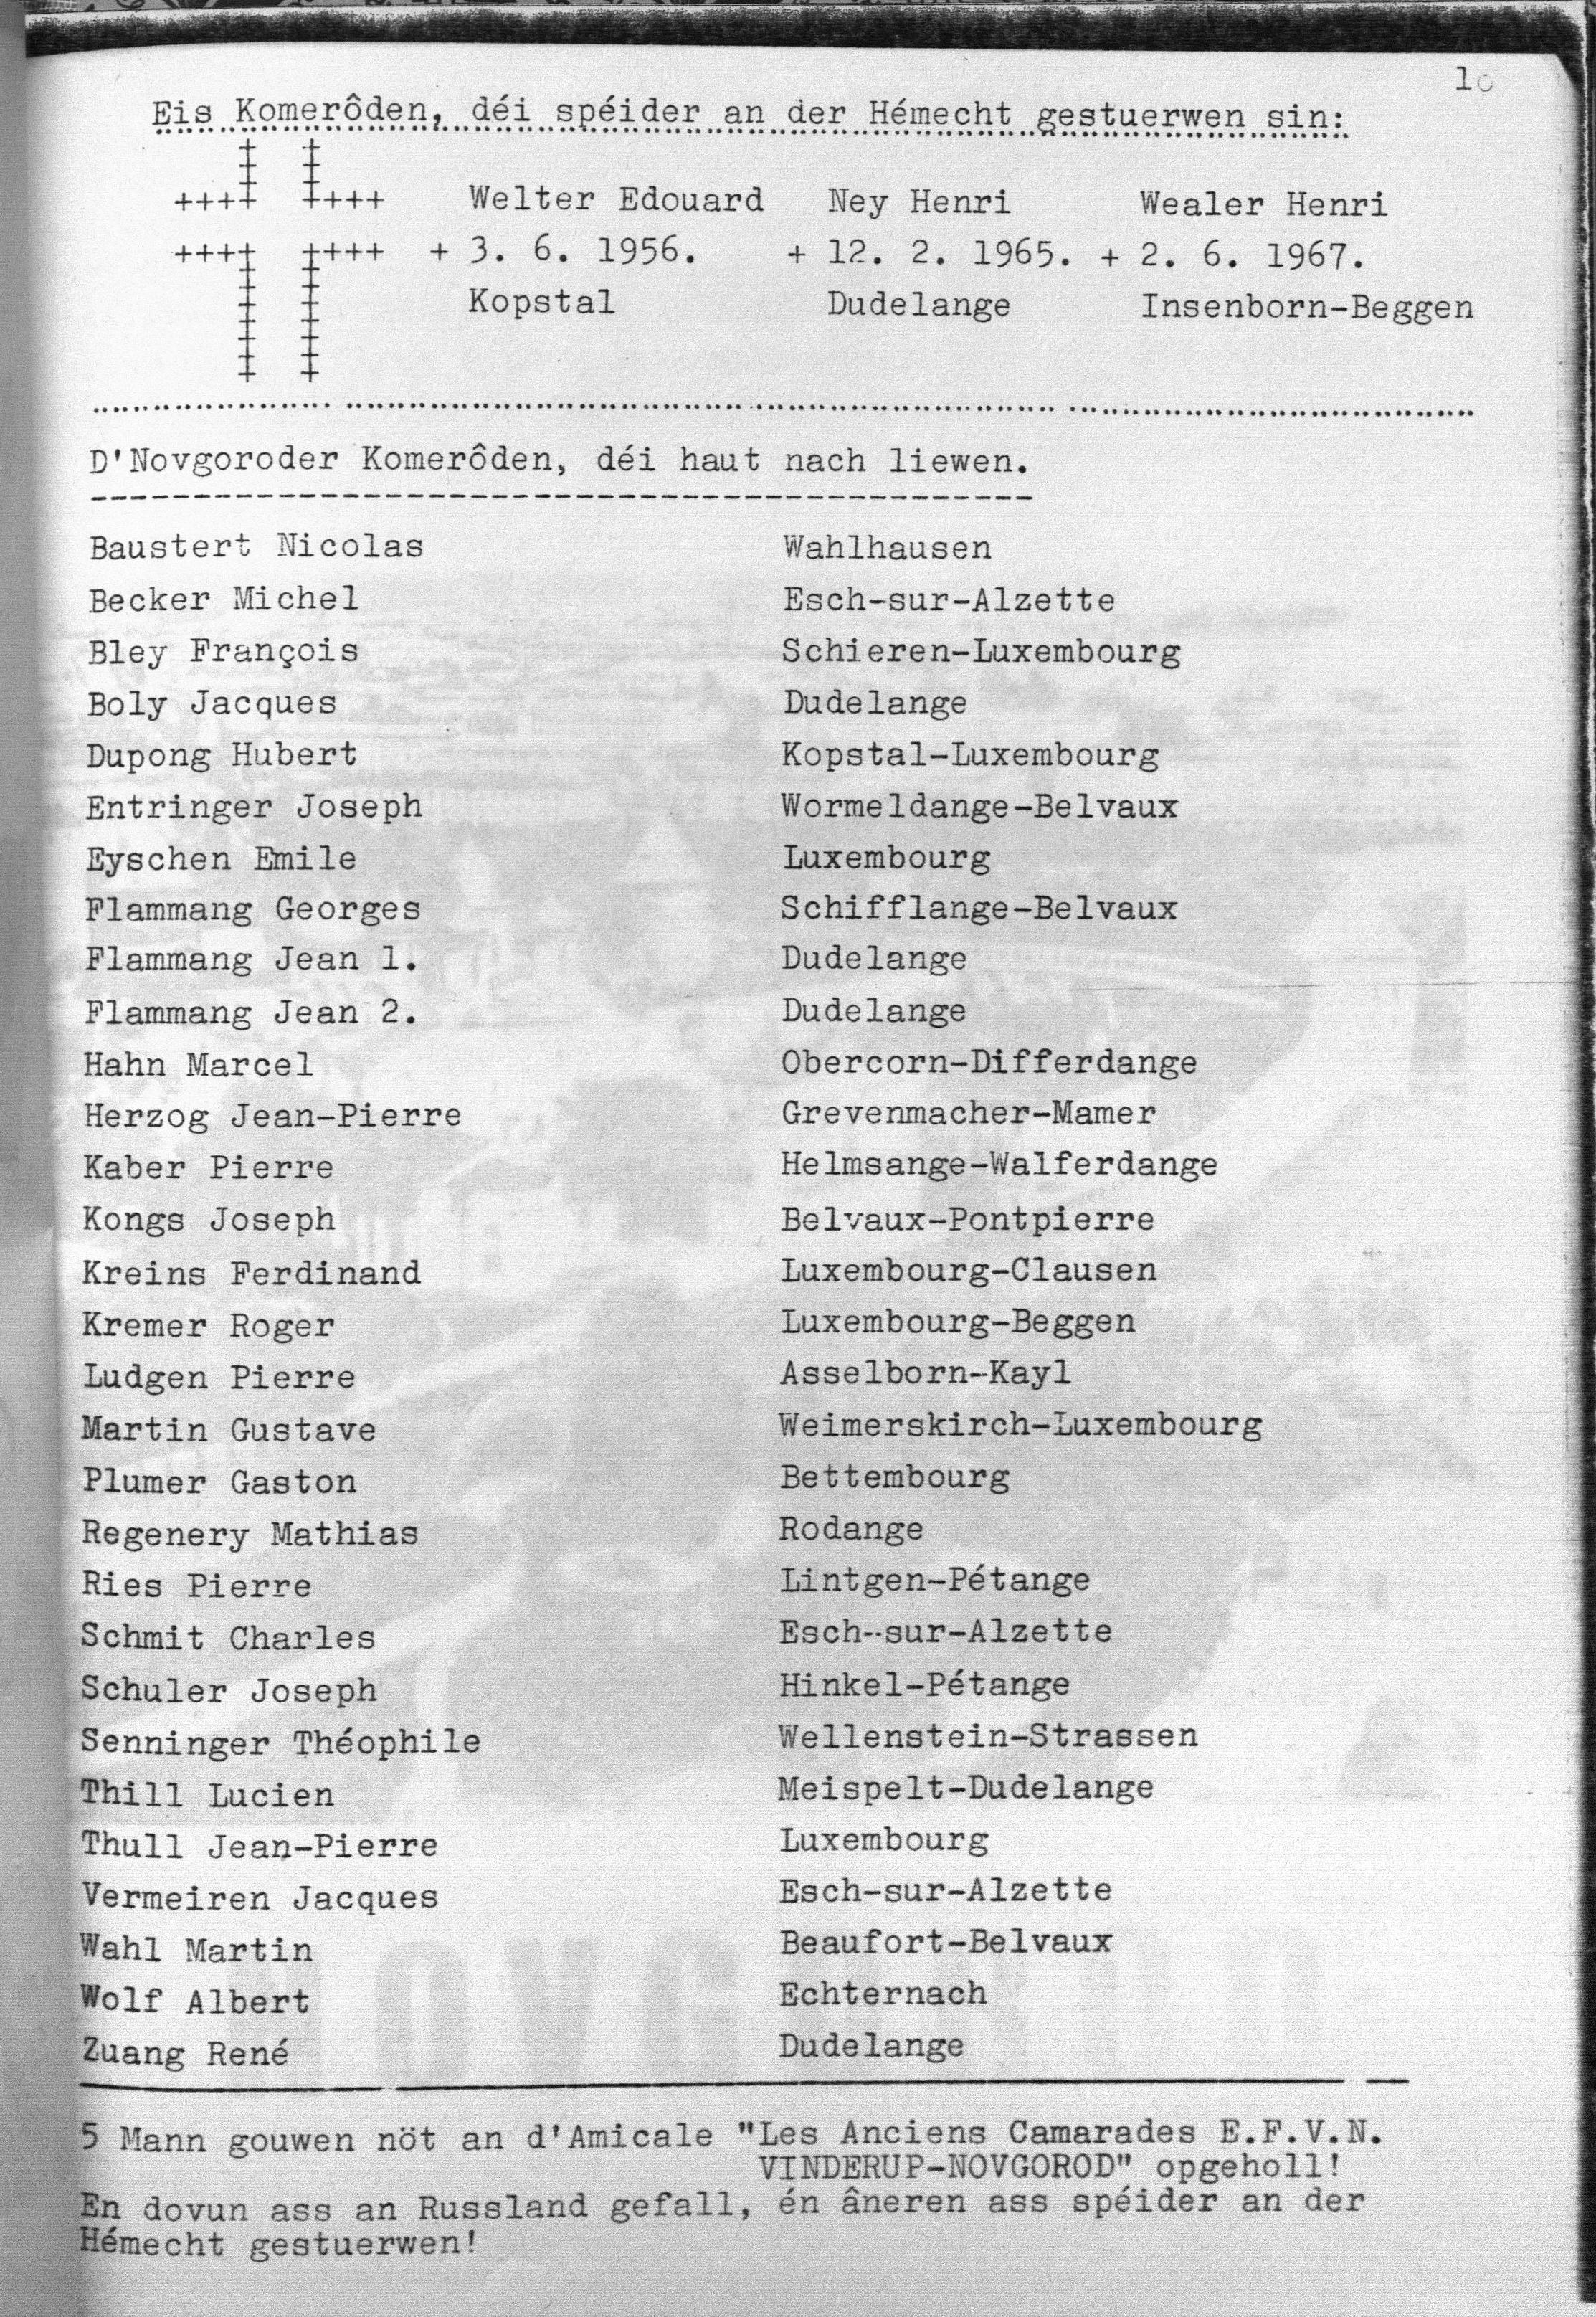 10
Eis Komerôden, déi spéider an der Hémecht gestuerwen sin:
Welter Edouard Ney Henri Wealer Henri
+ 3. 6. 1956. + 12. 2. 1965. + 2. 6. 1967.
Kopstal Dudelange Insenborn-Beggen
D'Novgoroder Komerôden, déi haut nach liewen.
Baustert Nicolas Wahlhausen
Becker Michel Esch-sur-Alzette
Bley François Schieren-Luxembourg
Boly Jacques Dudelange
Dupong Hubert Kopstal-Luxembourg
Entringer Joseph Wormeldange-Belvaux
Eyschen Emile Luxembourg
Flammang Georges Schifflange-Belvaux
Flammang Jean 1. Dudelange
Flammang Jean 2. Dudelange
Hahn Marcel Obercorn-Differdange
Herzog Jean-Pierre Grevenmacher-Mamer
Kaber Pierre Helmsange-Walferdange
Kongs Joseph Belvaux-Pontpierre
Kreins Ferdinand Luxembourg-Clausen
Kremer Roger Luxembourg-Beggen
Ludgen Pierre Asselborn-Kayl
Martin Gustave Weimerskirch-Luxembourg
Plumer Gaston Bettembourg
Regenery Mathias Rodange
Ries Pierre Lintgen-Pétange
Schmit Charles Esch-sur-Alzette
Schuler Joseph Hinkel-Pétange
Senninger Théophile Wellenstein-Strassen
Thill Lucien Meispelt-Dudelange
Thull Jean-Pierre Luxembourg
Vermeiren Jacques Esch-sur-Alzette
Wahl Martin Beaufort-Belvaux
Wolf Albert Echternach
Zuang René Dudelange
5 Mann gouwen nöt an d'Amicale "Les Anciens Camarades E.F.V.N.
VINDERUP-NOVGOROD" opgeholl!
En dovun ass an Russland gefall, én âneren ass spéider an der
Hémecht gestuerwen!